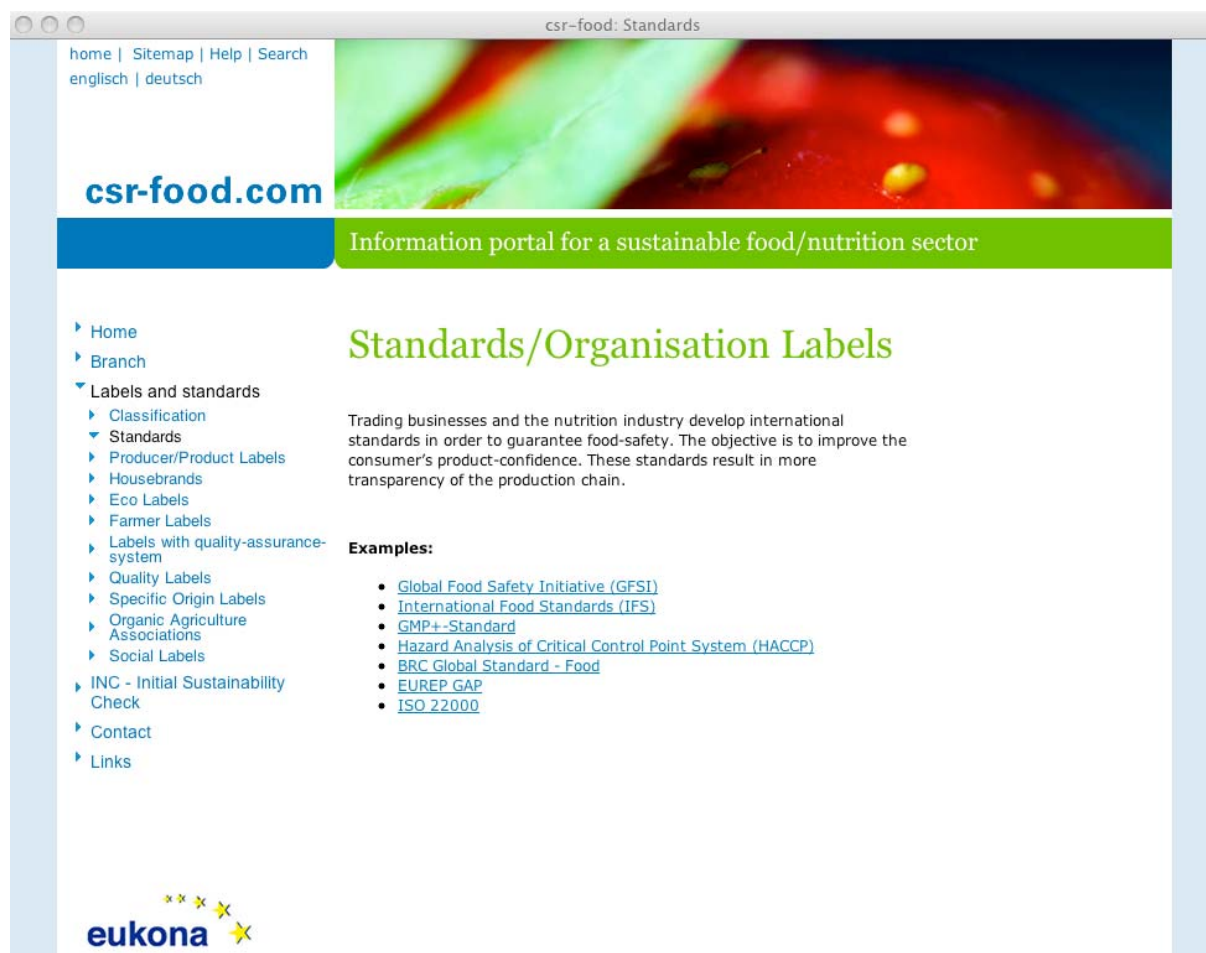 csr-food: Standards
home | Sitemap | Help | Search
englisch | deutsch
csr-food.com
Information portal for a sustainable food/nutrition sector
Home
Branch
Labels and standards
Classification
Standards
Producer/Product Labels
Housebrands
Eco Labels
Farmer Labels
Labels with quality-assurance-
system
Quality Labels
Specific Origin Labels
Organic Agriculture
Associations
Social Labels
INC - Initial Sustainability
Check
Contact
Links
eukona
Standards/Organisation Labels
Trading businesses and the nutrition industry develop international
standards in order to guarantee food-safety. The objective is to improve the
consumer's product-confidence. These standards result in more
transparency of the production chain.
Examples:
Global Food Safety Initiative (GFSI)
International Food Standards (IFS)
GMP+-Standard
Hazard Analysis of Critical Control Point System (HACCP)
BRC Global Standard - Food
EUREP GAP
ISO 22000